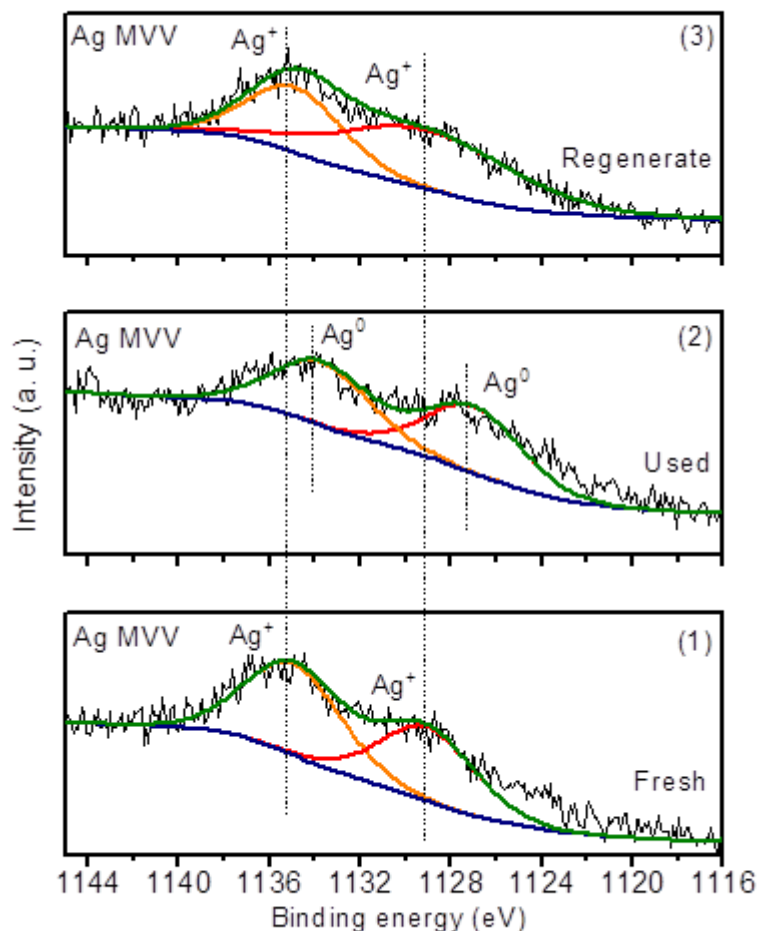 Ag MVV
Ag⁺
Ag⁺
(3)
Regenerate
Ag MVV
Ag⁰
Ag⁰
(2)
Used
Ag MVV
Ag⁺
Ag⁺
(1)
Fresh
Intensity (a. u.)
1144 1140 1136 1132 1128 1124 1120 1116
Binding energy (eV)